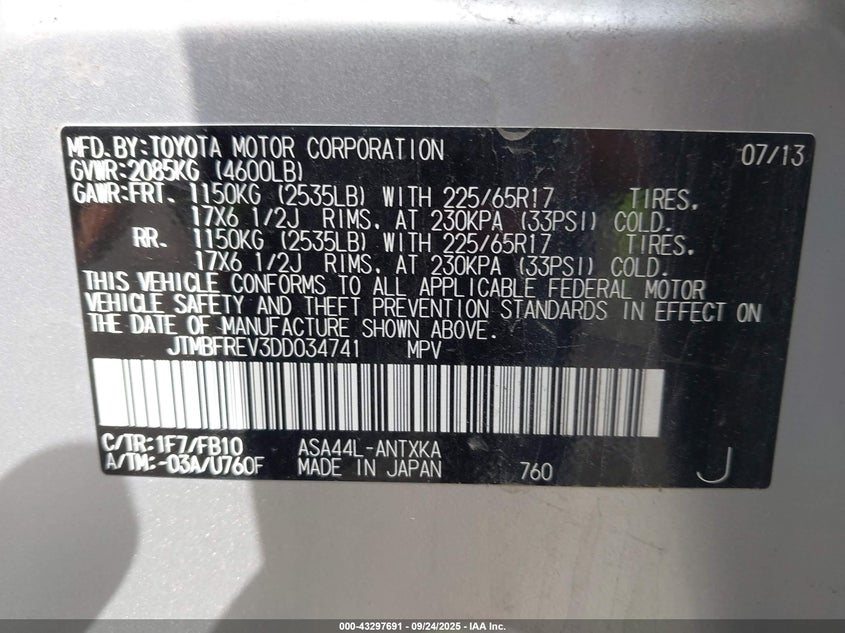 MFD. BY: TOYOTA MOTOR CORPORATION 07/13
GVWR: 2085KG (4600LB)
GAWR: FRT. 1150KG (2535LB) WITH 225/65R17 TIRES.
17X6 1/2J RIMS. AT 230KPA (33PSI) COLD.
RR. 1150KG (2535LB) WITH 225/65R17 TIRES.
17X6 1/2J RIMS. AT 230KPA (33PSI) COLD.
THIS VEHICLE CONFORMS TO ALL APPLICABLE FEDERAL MOTOR
VEHICLE SAFETY AND THEFT PREVENTION STANDARDS IN EFFECT ON
THE DATE OF MANUFACTURE SHOWN ABOVE.
JTMBFREV3DD034741 MPV
C/TR: 1F7/FB10 ASA44L-ANTXKA
A/TM: -03A/U760F MADE IN JAPAN 760 J
000-43297691 - 09/24/2025 - IAA Inc.